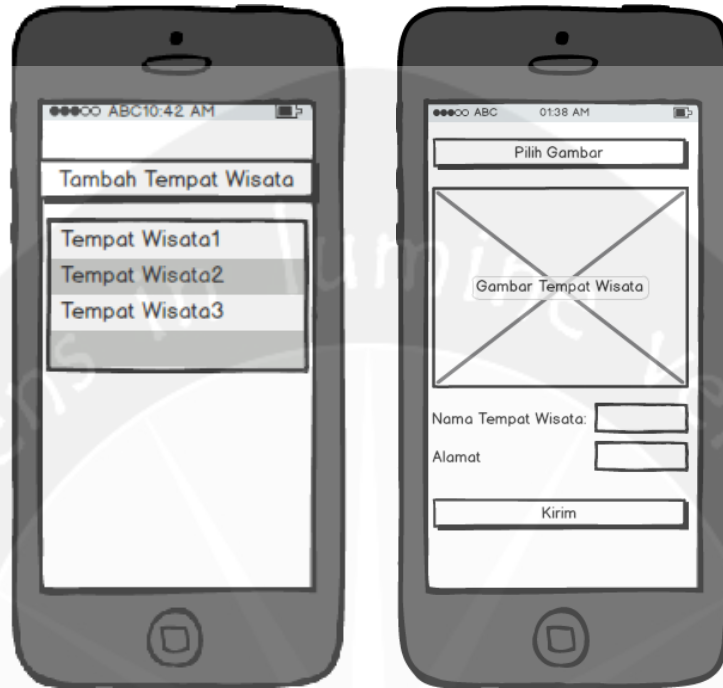 ABC10:42 AM
Tambah Tempat Wisata
Tempat Wisata1
Tempat Wisata2
Tempat Wisata3
ABC 01:38 AM
Pilih Gambar
Gambar Tempat Wisata
Nama Tempat Wisata:
Alamat
Kirim
lumine